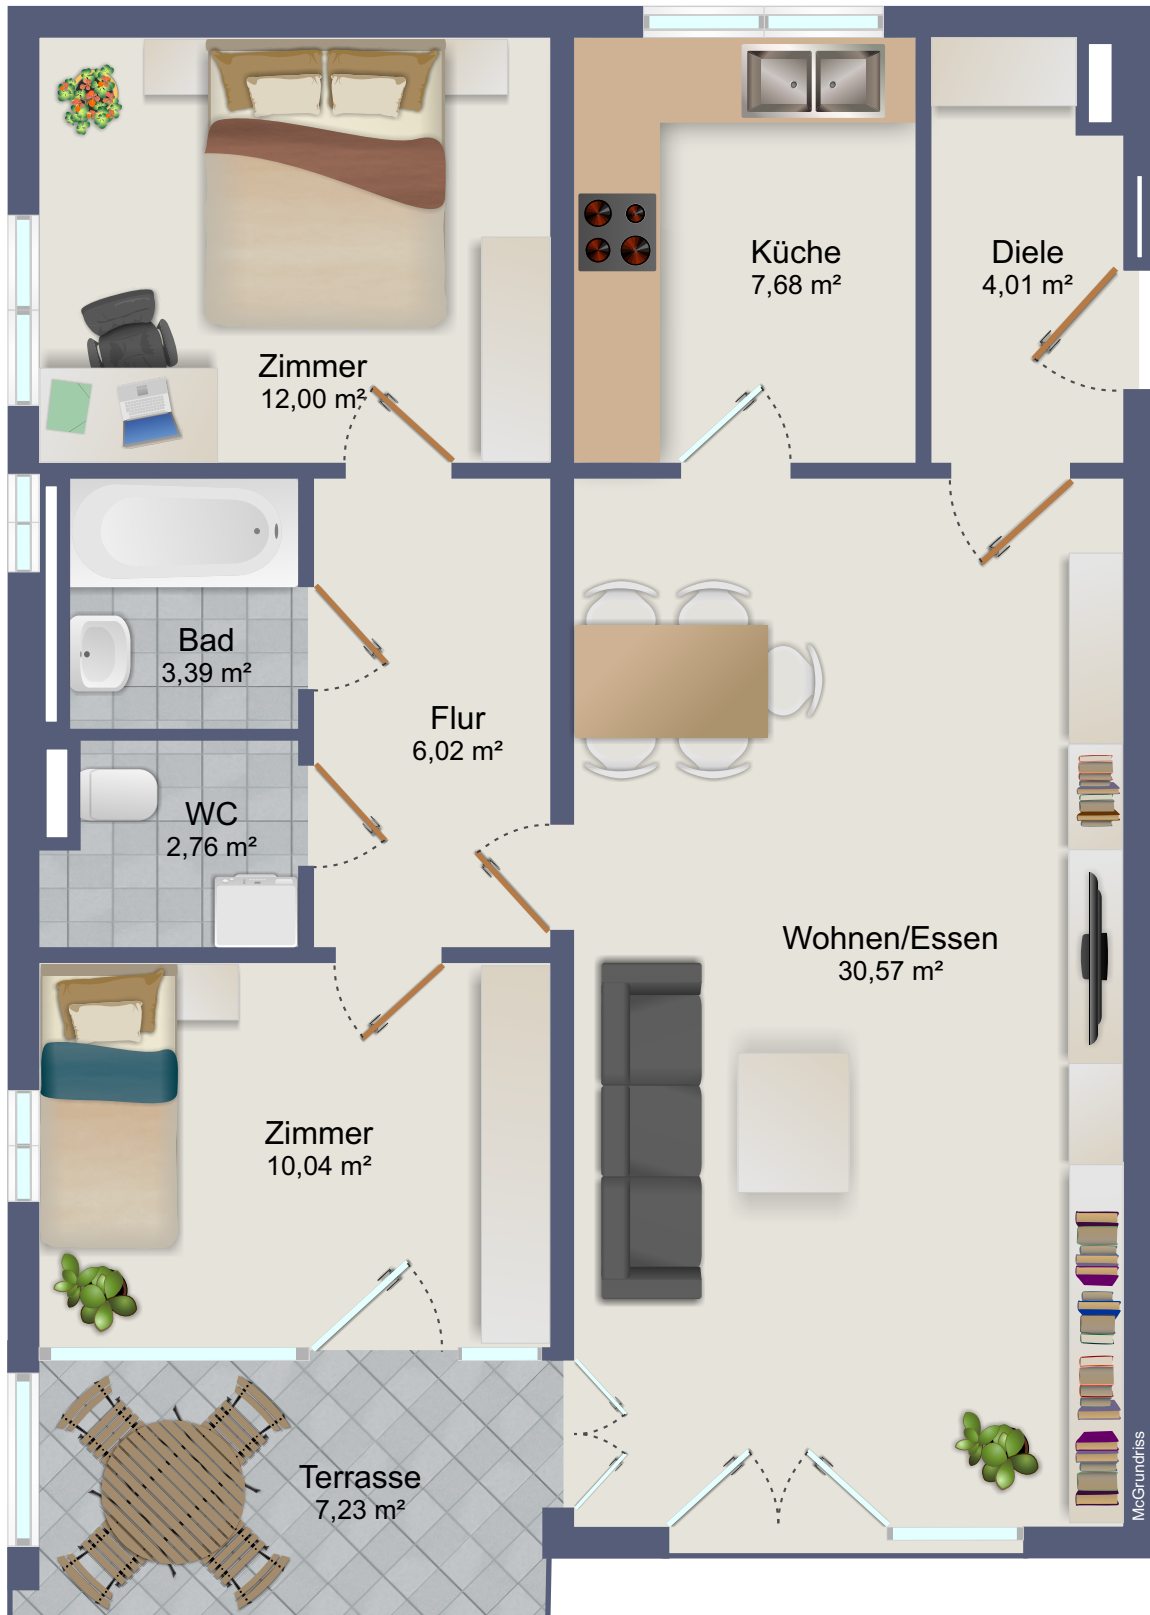 Küche
7,68 m²
Diele
4,01 m²
Zimmer
12,00 m²
Bad
3,39 m²
Flur
6,02 m²
WC
2,76 m²
Wohnen/Essen
30,57 m²
Zimmer
10,04 m²
Terrasse
7,23 m²
McGrundriss